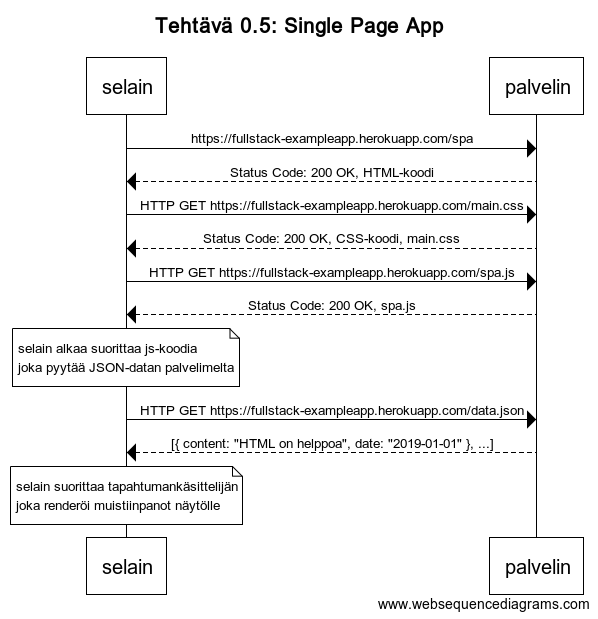 Tehtävä 0.5: Single Page App
selain
palvelin
https://fullstack-exampleapp.herokuapp.com/spa
Status Code: 200 OK, HTML-koodi
HTTP GET https://fullstack-exampleapp.herokuapp.com/main.css
Status Code: 200 OK, CSS-koodi, main.css
HTTP GET https://fullstack-exampleapp.herokuapp.com/spa.js
Status Code: 200 OK, spa.js
selain alkaa suorittaa js-koodia
joka pyytää JSON-datan palvelimelta
HTTP GET https://fullstack-exampleapp.herokuapp.com/data.json
[{ content: "HTML on helppoa", date: "2019-01-01" }, ...]
selain suorittaa tapahtumankäsittelijän
joka renderöi muistiinpanot näytölle
selain
palvelin
www.websequencediagrams.com